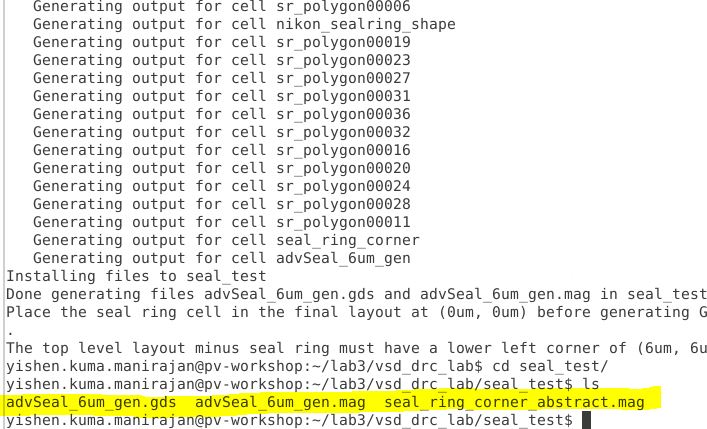 Generating output for cell sr_polygon00006
Generating output for cell nikon_sealring_shape
Generating output for cell sr_polygon00019
Generating output for cell sr_polygon00023
Generating output for cell sr_polygon00027
Generating output for cell sr_polygon00031
Generating output for cell sr_polygon00036
Generating output for cell sr_polygon00032
Generating output for cell sr_polygon00016
Generating output for cell sr_polygon00020
Generating output for cell sr_polygon00024
Generating output for cell sr_polygon00028
Generating output for cell sr_polygon00011
Generating output for cell seal_ring_corner
Generating output for cell advSeal_6um_gen
Installing files to seal_test
Done generating files advSeal_6um_gen.gds and advSeal_6um_gen.mag in seal_test
Place the seal ring cell in the final layout at (0um, 0um) before generating G
.
The top level layout minus seal ring must have a lower left corner of (6um, 6u
yishen.kuma.manirajan@pv-workshop:~/lab3/vsd_drc_lab$ cd seal_test/
yishen.kuma.manirajan@pv-workshop:~/lab3/vsd_drc_lab/seal_test$ ls
advSeal_6um_gen.gds  advSeal_6um_gen.mag  seal_ring_corner_abstract.mag
yishen.kuma.manirajan@pv-workshop:~/lab3/vsd_drc_lab/seal_test$